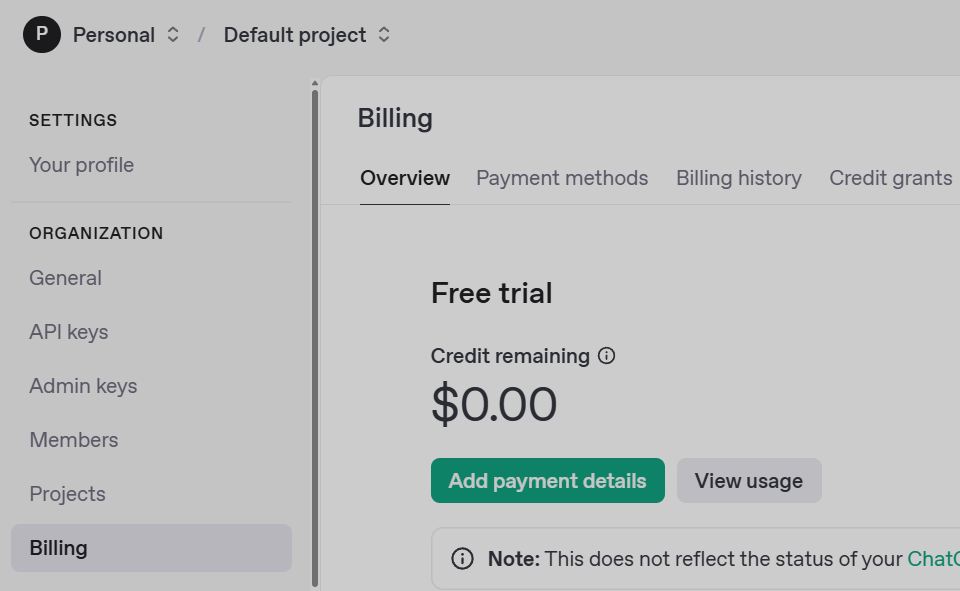 P Personal / Default project
SETTINGS
Your profile
ORGANIZATION
General
API keys
Admin keys
Members
Projects
Billing
Billing
Overview Payment methods Billing history Credit grants
Free trial
Credit remaining
$0.00
Add payment details View usage
Note: This does not reflect the status of your